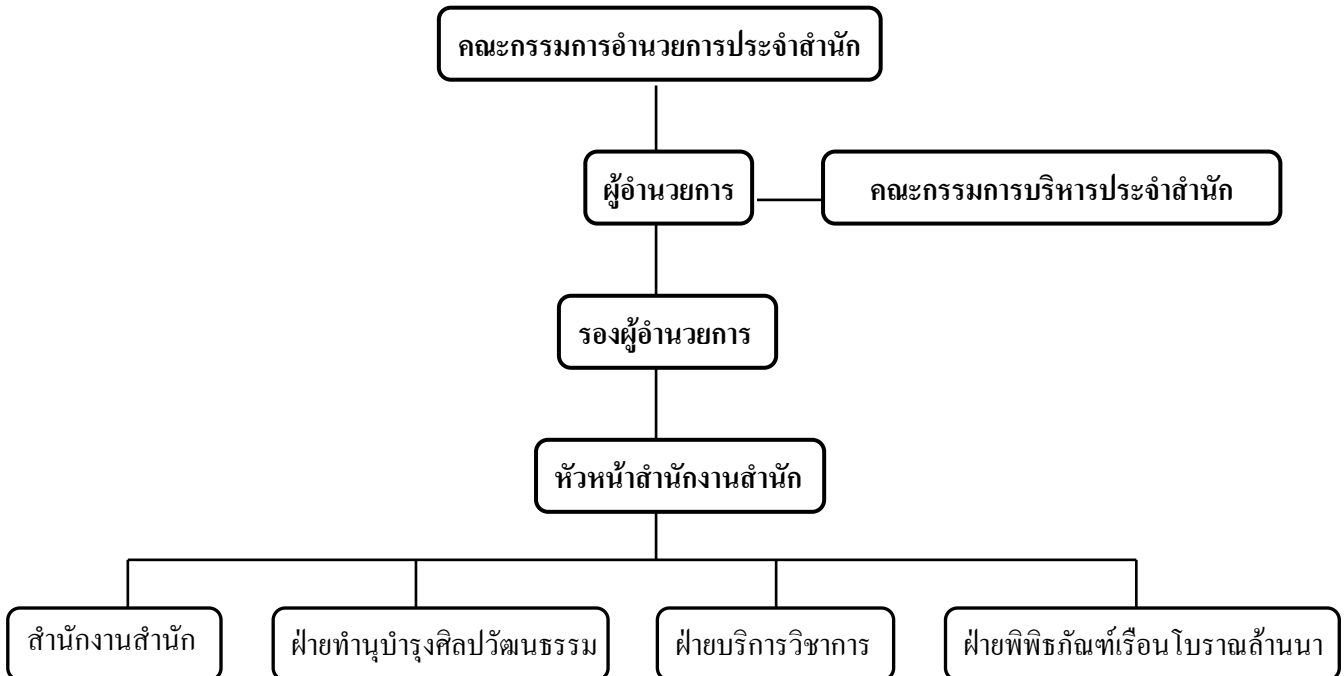 คณะกรรมการอำนวยการประจำสำนัก
ผู้อำนวยการ
คณะกรรมการบริหารประจำสำนัก
รองผู้อำนวยการ
หัวหน้าสำนักงานสำนัก
สำนักงานสำนัก
ฝ่ายทำนุบำรุงศิลปวัฒนธรรม
ฝ่ายบริการวิชาการ
ฝ่ายพิพิธภัณฑ์เรือนโบราณล้านนา